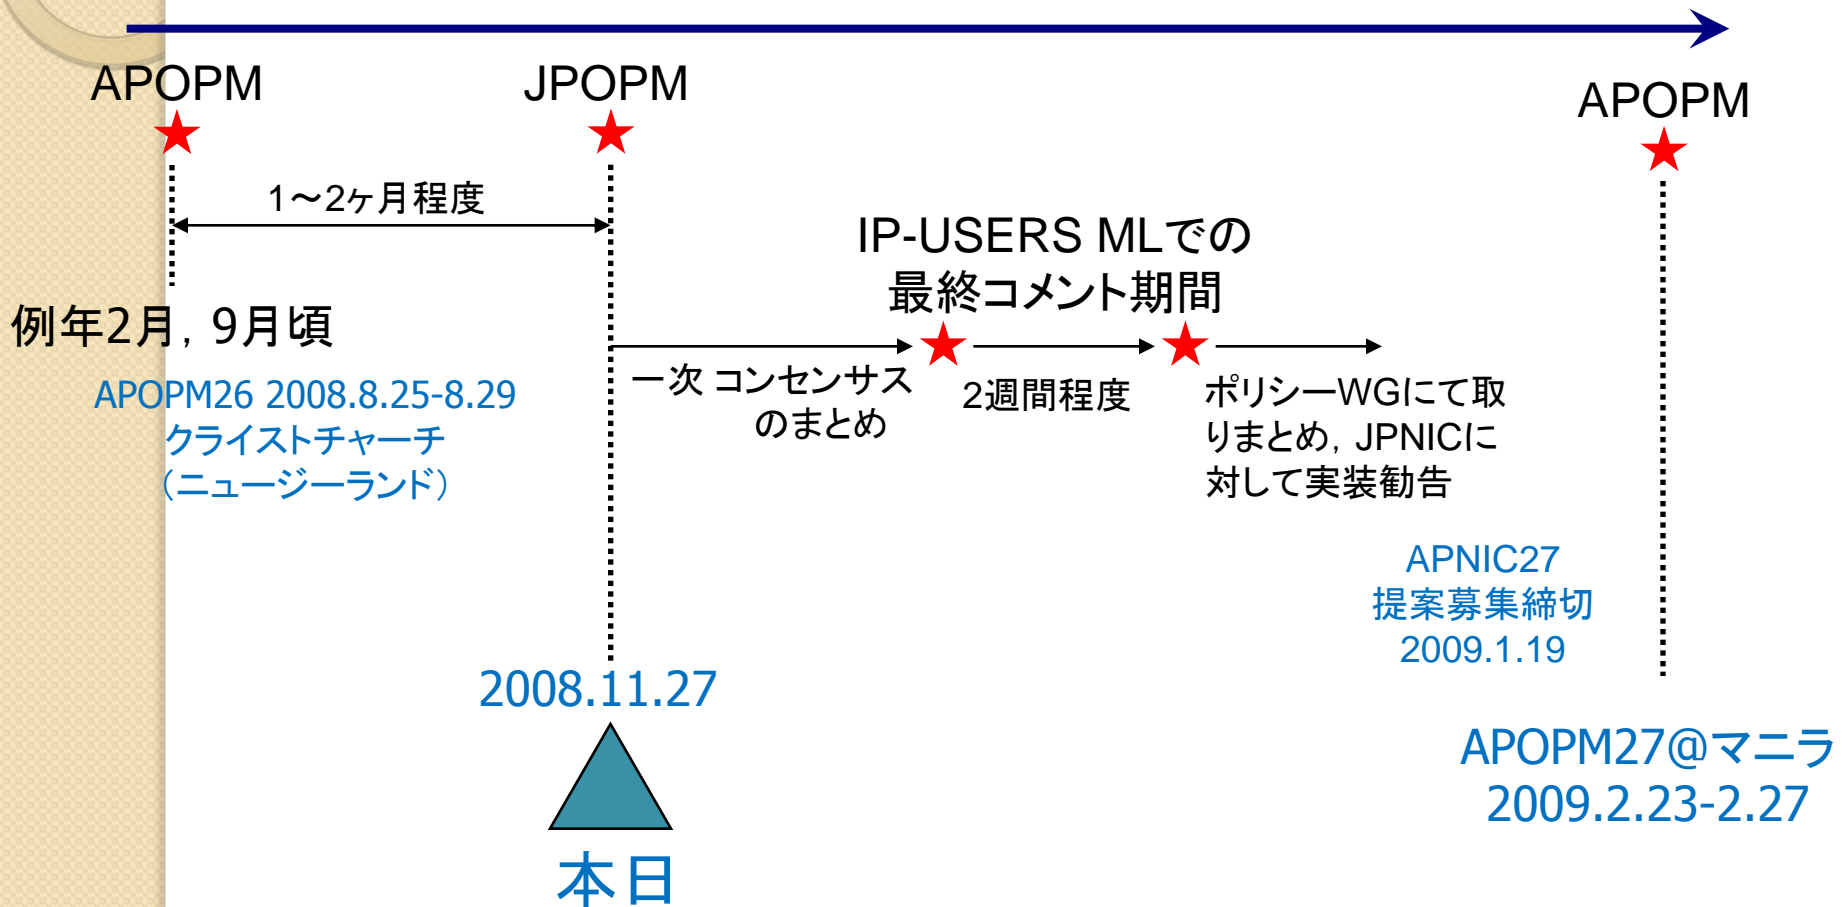 APOPM
JPOPM
APOPM
1～2ヶ月程度
IP-USERS MLでの
最終コメント期間
例年2月，9月頃
APOPM26 2008.8.25-8.29
クライストチャーチ
（ニュージーランド）
一次 コンセンサス
のまとめ
2週間程度
ポリシーWGにて取
りまとめ，JPNICに
対して実装勧告
APNIC27
提案募集締切
2009.1.19
2008.11.27
本日
APOPM27@マニラ
2009.2.23-2.27